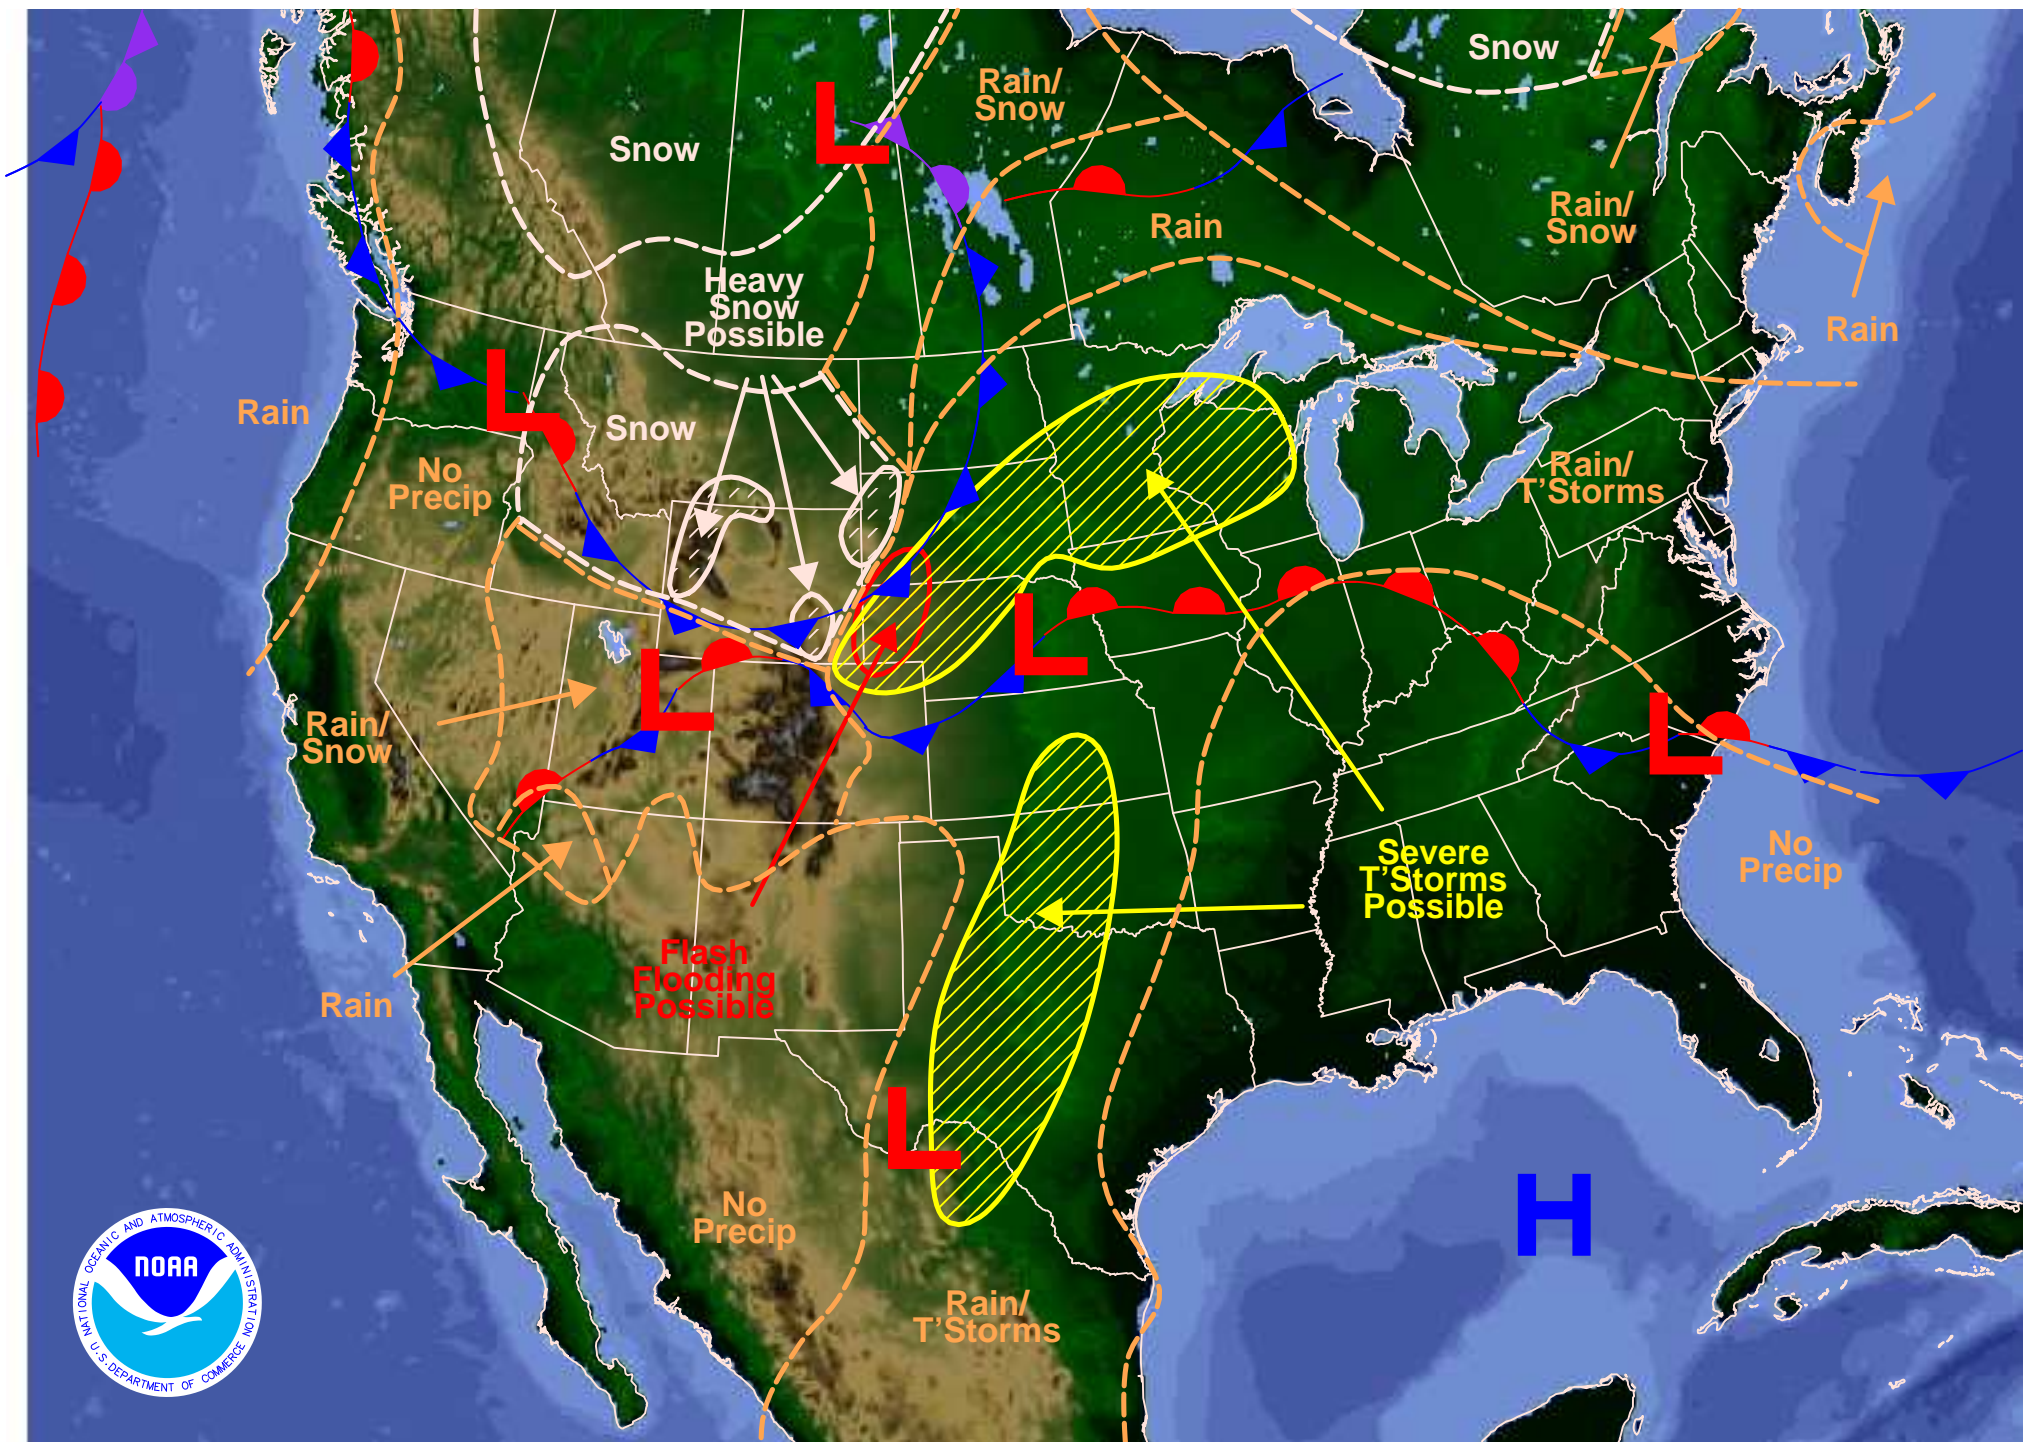 Snow
Rain/
Snow
L
Snow
Rain/
Snow
Rain
Heavy
Snow
Possible
Rain
L
Rain
Snow
No
Precip
Rain/
T'Storms
L
L
L
Rain/
Snow
No
Precip
Severe
T'Storms
Possible
Flash
Flooding
Possible
Rain
L
H
No
Precip
Rain/
T'Storms
NATIONAL OCEANIC AND ATMOSPHERIC ADMINISTRATION
NOAA
U.S. DEPARTMENT OF COMMERCE